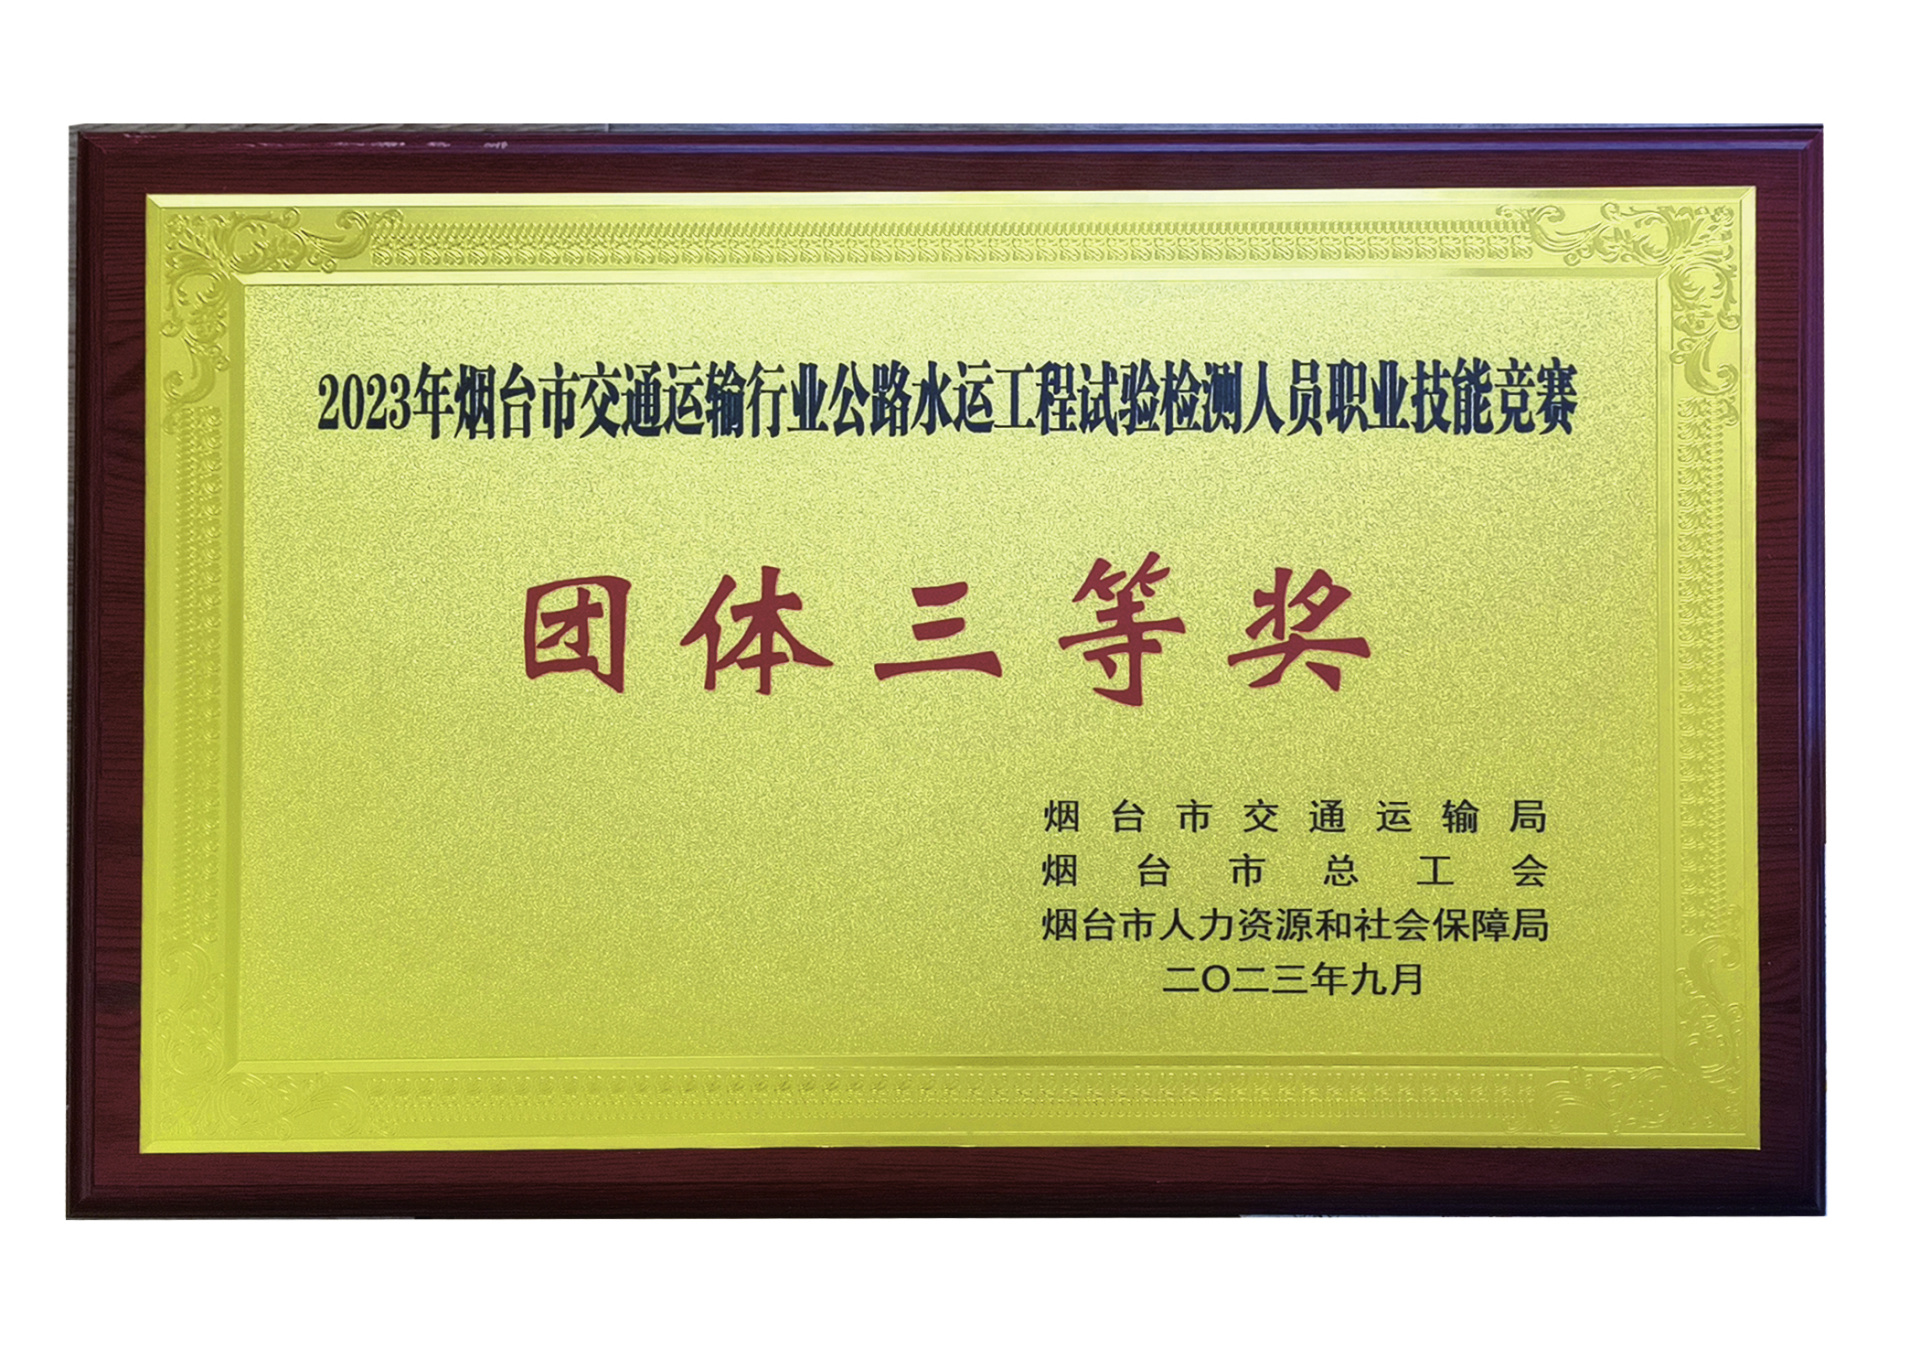 2023年烟台市交通运输行业公路水运工程试验检测人员职业技能竞赛
团体三等奖
烟台市交通运输局
烟台市总工会
烟台市人力资源和社会保障局
二〇二三年九月